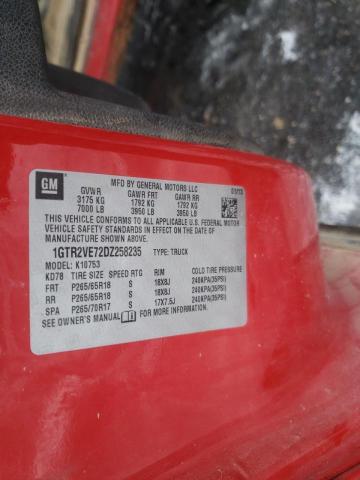 GM
MFD BY GENERAL MOTORS LLC 01/13
GVWR GAWR FRT GAWR RR
3175 KG 1792 KG 1792 KG
7000 LB 3950 LB 3950 LB
THIS VEHICLE CONFORMS TO ALL APPLICABLE U.S. FEDERAL MOTOR
VEHICLE SAFETY STANDARDS IN EFFECT ON THE DATE OF
MANUFACTURE SHOWN ABOVE.
1GTR2VE72DZ258235 TYPE: TRUCK
MODEL: K10753
KD78 TIRE SIZE SPEED RTG RIM COLD TIRE PRESSURE
FRT P265/65R18 S 18X8J 240KPA(35PSI)
RR P265/65R18 S 18X8J 240KPA(35PSI)
SPA P265/70R17 S 17X7.5J 240KPA(35PSI)
SEE OWNER'S MANUAL FOR MORE INFORMATION.